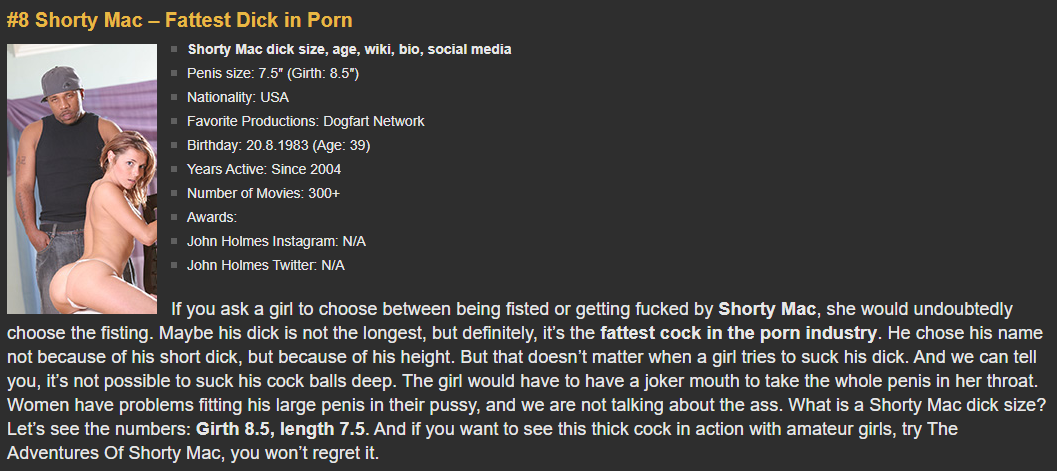 #8 Shorty Mac – Fattest Dick in Porn
Shorty Mac dick size, age, wiki, bio, social media
Penis size: 7.5″ (Girth: 8.5″)
Nationality: USA
Favorite Productions: Dogfart Network
Birthday: 20.8.1983 (Age: 39)
Years Active: Since 2004
Number of Movies: 300+
Awards:
John Holmes Instagram: N/A
John Holmes Twitter: N/A
If you ask a girl to choose between being fisted or getting fucked by Shorty Mac, she would undoubtedly
choose the fisting. Maybe his dick is not the longest, but definitely, it’s the fattest cock in the porn industry. He chose his name
not because of his short dick, but because of his height. But that doesn’t matter when a girl tries to suck his dick. And we can tell
you, it’s not possible to suck his cock balls deep. The girl would have to have a joker mouth to take the whole penis in her throat.
Women have problems fitting his large penis in their pussy, and we are not talking about the ass. What is a Shorty Mac dick size?
Let’s see the numbers: Girth 8.5, length 7.5. And if you want to see this thick cock in action with amateur girls, try The
Adventures Of Shorty Mac, you won’t regret it.